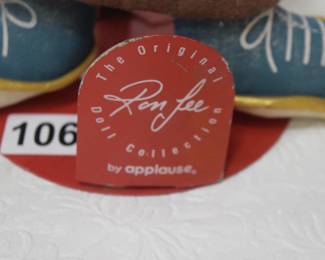 The Original
Ron Lee
Doll Collection
by applause®
106